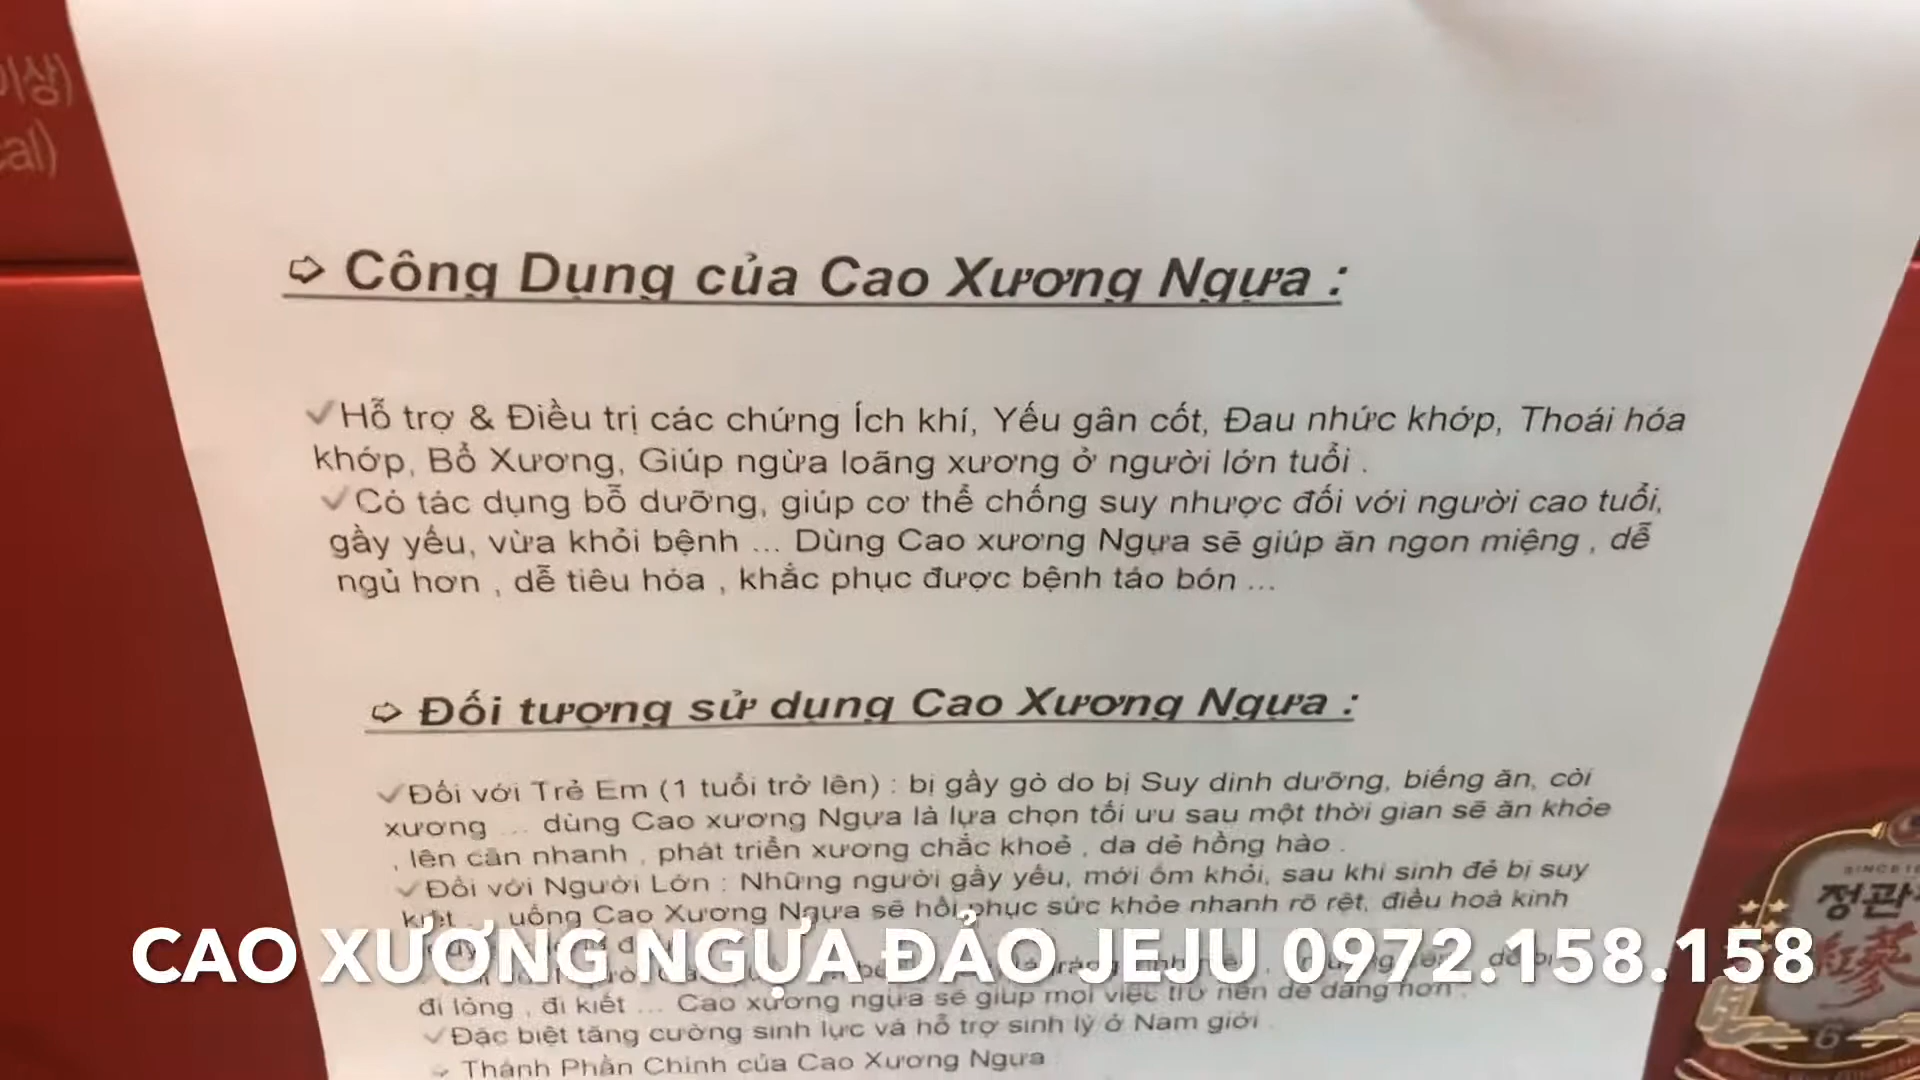 이상)
cal)
➩ Công Dụng của Cao Xương Ngựa :
✓Hỗ trợ & Điều trị các chứng Ích khí, Yếu gân cốt, Đau nhức khớp, Thoái hóa
khớp, Bổ Xương, Giúp ngừa loãng xương ở người lớn tuổi .
✓Có tác dụng bỗ dưỡng, giúp cơ thể chống suy nhược đối với người cao tuổi,
gầy yếu, vừa khỏi bệnh ... Dùng Cao xương Ngựa sẽ giúp ăn ngon miệng , dễ
ngủ hơn , dễ tiêu hóa , khắc phục được bệnh táo bón ...
➩ Đối tượng sử dụng Cao Xương Ngựa :
✓Đối với Trẻ Em (1 tuổi trở lên) : bị gầy gò do bị Suy dinh dưỡng, biếng ăn, còi
xương ... dùng Cao xương Ngựa là lựa chọn tối ưu sau một thời gian sẽ ăn khỏe
, lên cân nhanh , phát triển xương chắc khoẻ , da dẻ hồng hào .
✓Đối với Người Lớn : Những người gầy yếu, mới ốm khỏi, sau khi sinh đẻ bị suy
kiệt ... uống Cao Xương Ngựa sẽ hồi phục sức khỏe nhanh rõ rệt, điều hoà kinh
CAO XƯƠNG NGỰA ĐẢO JEJU 0972.158.158
đi lỏng , đi kiết ... Cao xương ngựa sẽ giúp mọi việc trở nên dễ dàng hơn .
✓Đặc biệt tăng cường sinh lực và hỗ trợ sinh lý ở Nam giới .
Thành Phần Chính của Cao Xương Ngựa
SINCE
정관
紅蔘
6